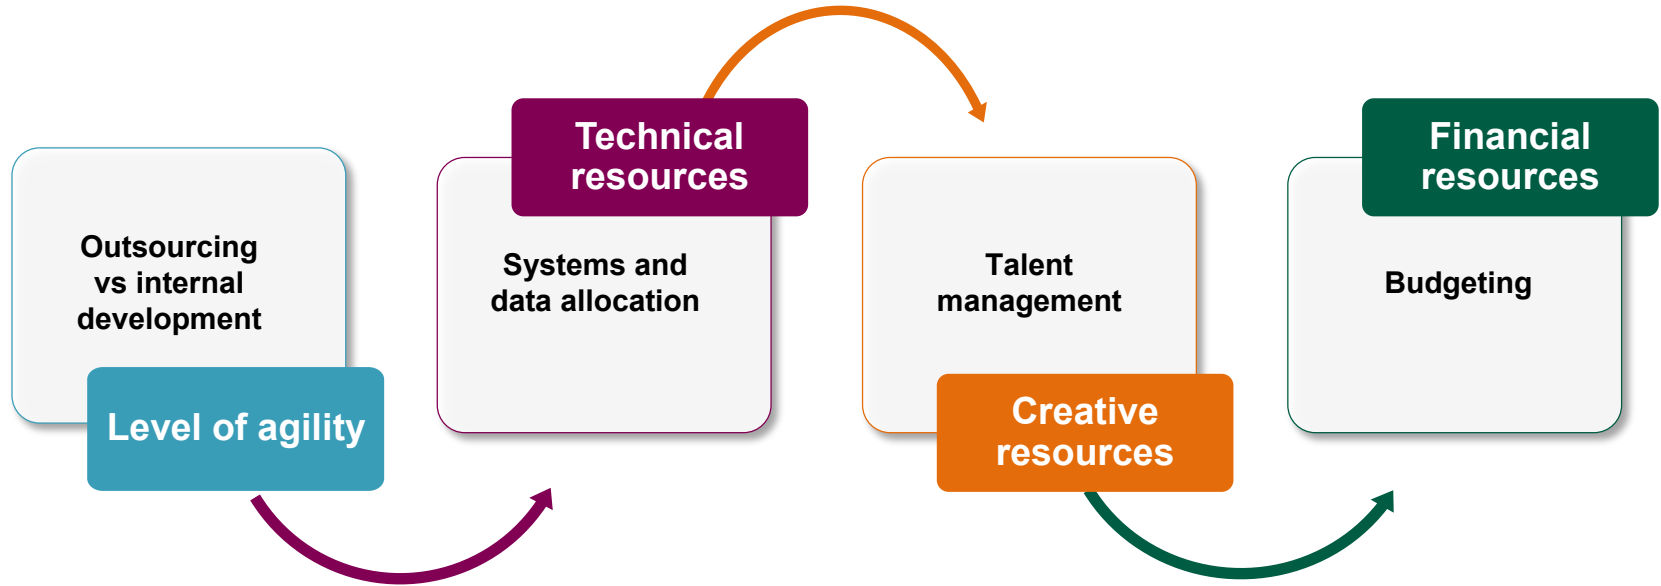 Outsourcing
vs internal
development
Level of agility
Technical
resources
Systems and
data allocation
Talent
management
Creative
resources
Financial
resources
Budgeting